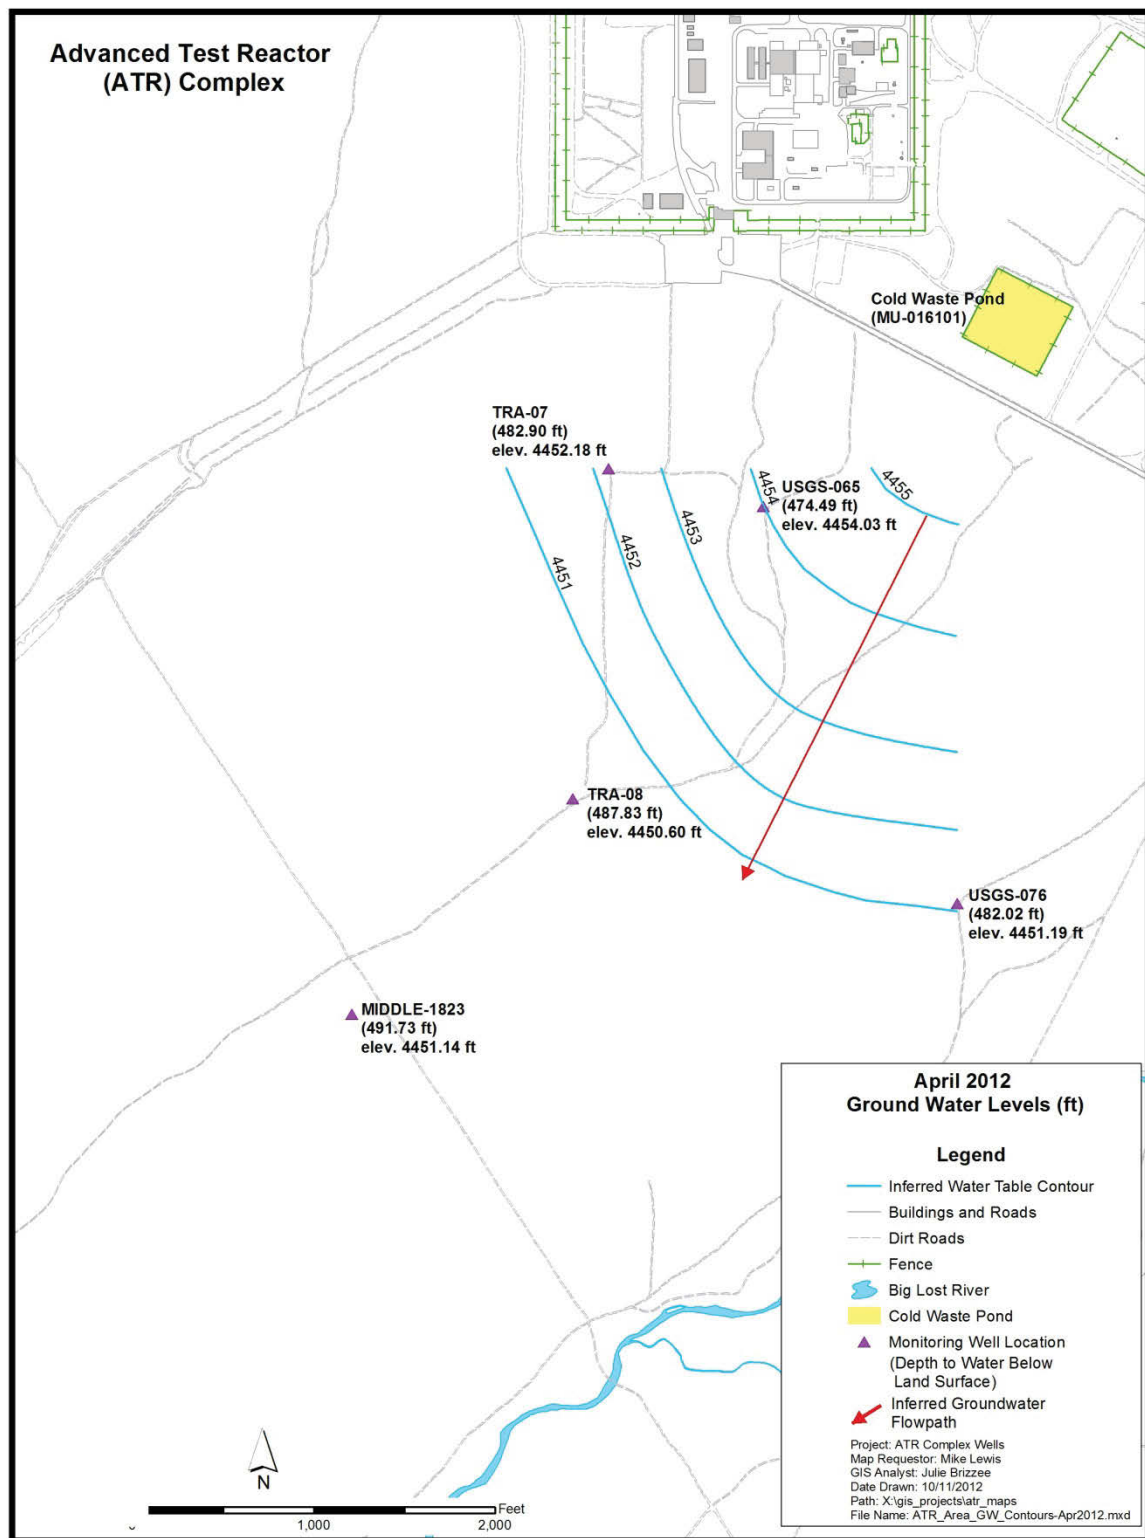 Advanced Test Reactor
(ATR) Complex
Cold Waste Pond
(MU-016101)
TRA-07
(482.90 ft)
elev. 4452.18 ft
USGS-065
(474.49 ft)
elev. 4454.03 ft
4451
4452
4453
4454
4455
TRA-08
(487.83 ft)
elev. 4450.60 ft
USGS-076
(482.02 ft)
elev. 4451.19 ft
MIDDLE-1823
(491.73 ft)
elev. 4451.14 ft
April 2012
Ground Water Levels (ft)
Legend
Inferred Water Table Contour
Buildings and Roads
Dirt Roads
Fence
Big Lost River
Cold Waste Pond
Monitoring Well Location
(Depth to Water Below
Land Surface)
Inferred Groundwater
Flowpath
Project: ATR Complex Wells
Map Requestor: Mike Lewis
GIS Analyst: Julie Brizzee
Date Drawn: 10/11/2012
Path: X:\gis_projects\atr_maps
File Name: ATR_Area_GW_Contours-Apr2012.mxd
N
Feet
1,000
2,000